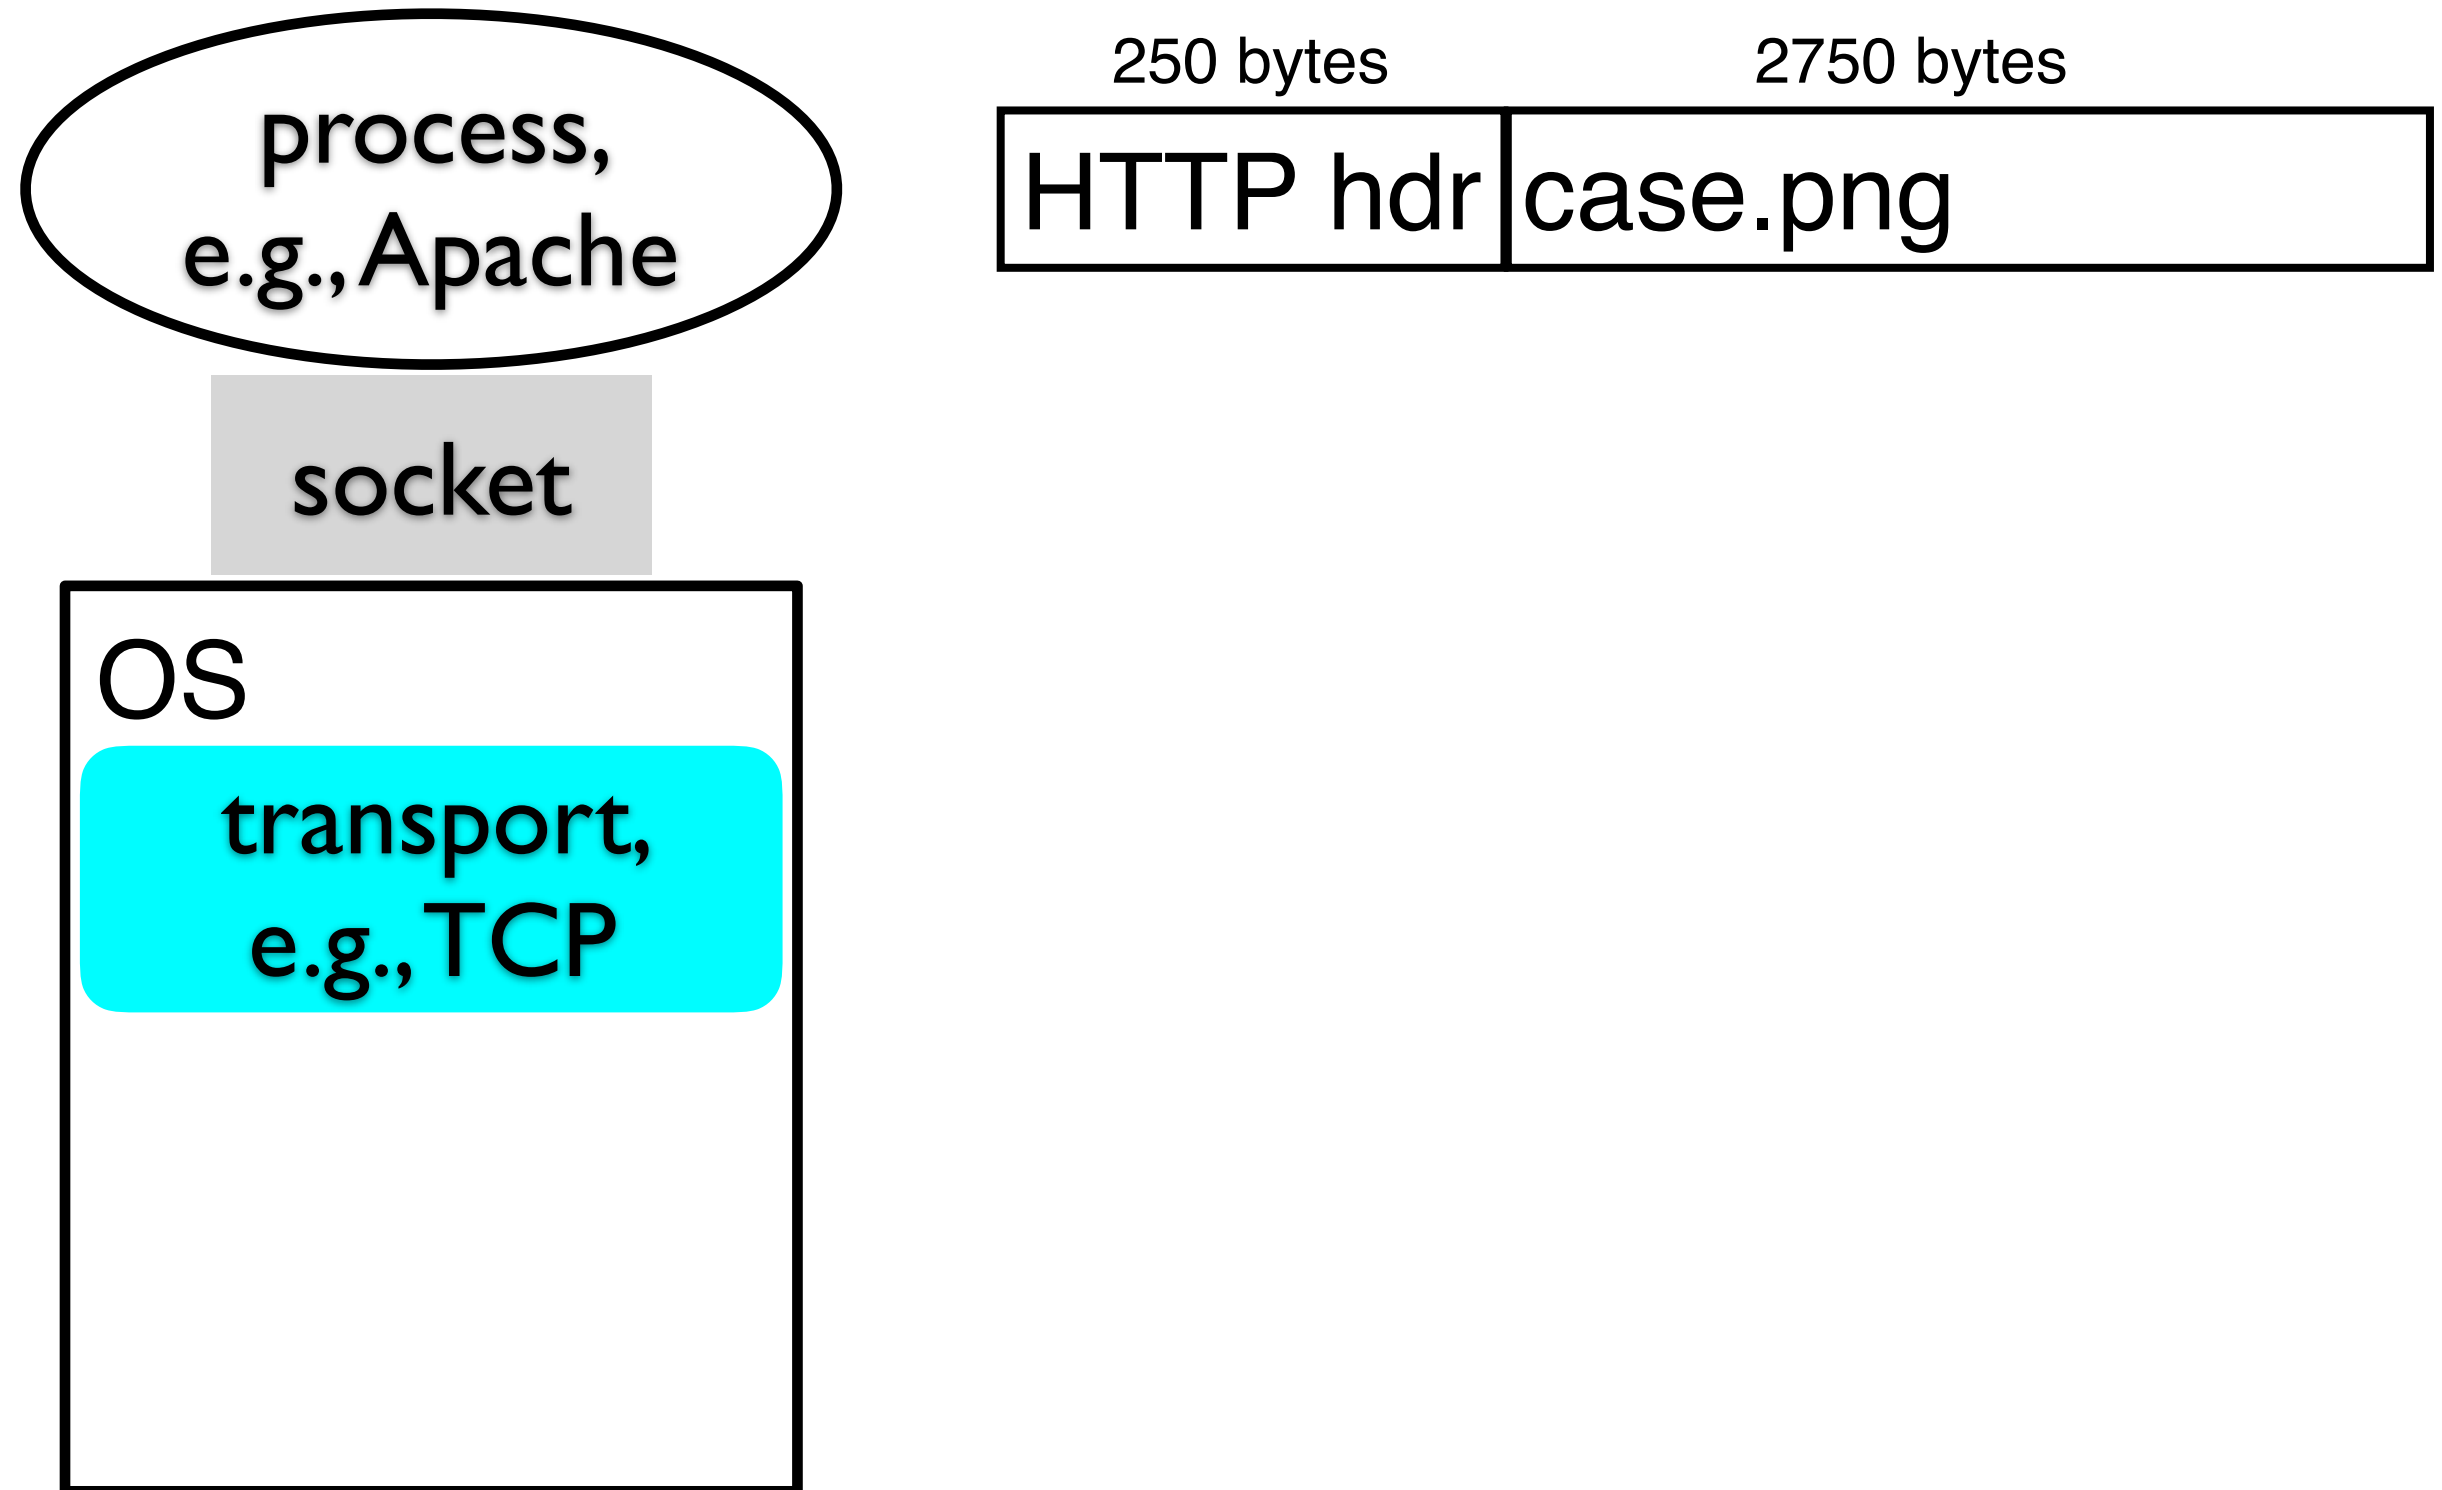 process,
e.g., Apache
socket
OS
transport,
e.g., TCP
250 bytes
2750 bytes
HTTP hdr
case.png